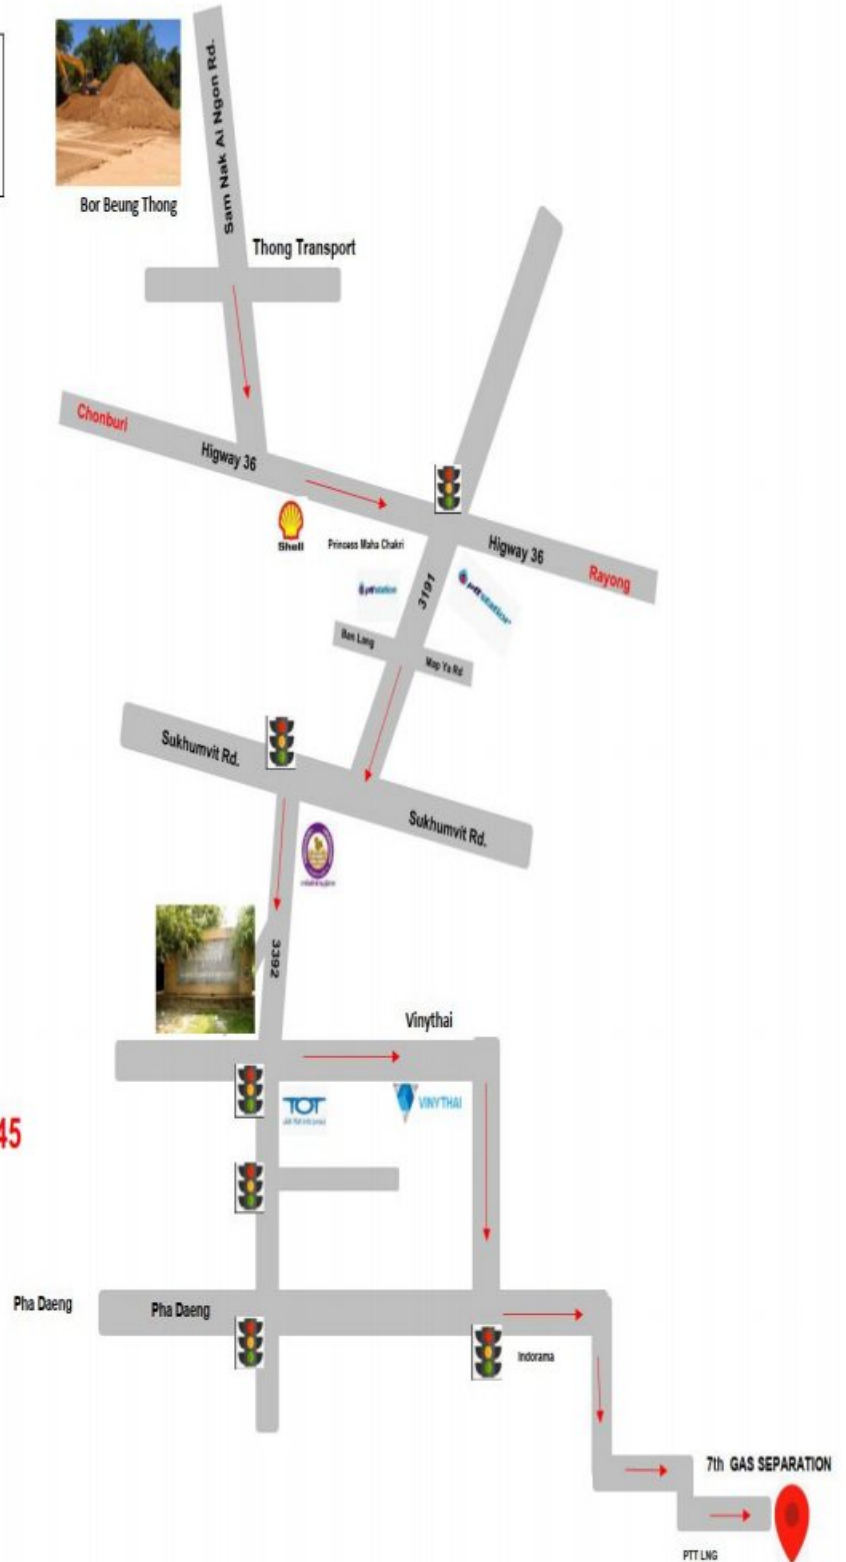 Sam Nak Ai Ngon Rd.
Bor Beung Thong
Thong Transport
Chonburi
Higway 36
Shell
Princess Maha Chakri
Higway 36
Rayong
pttstation
3191
pttstation
Ban Lang
Map Ya Rd
Sukhumvit Rd.
Sukhumvit Rd.
3392
Vinythai
TOT
VINYTHAI
45
Pha Daeng
Pha Daeng
Indorama
7th GAS SEPARATION
PTT LNG